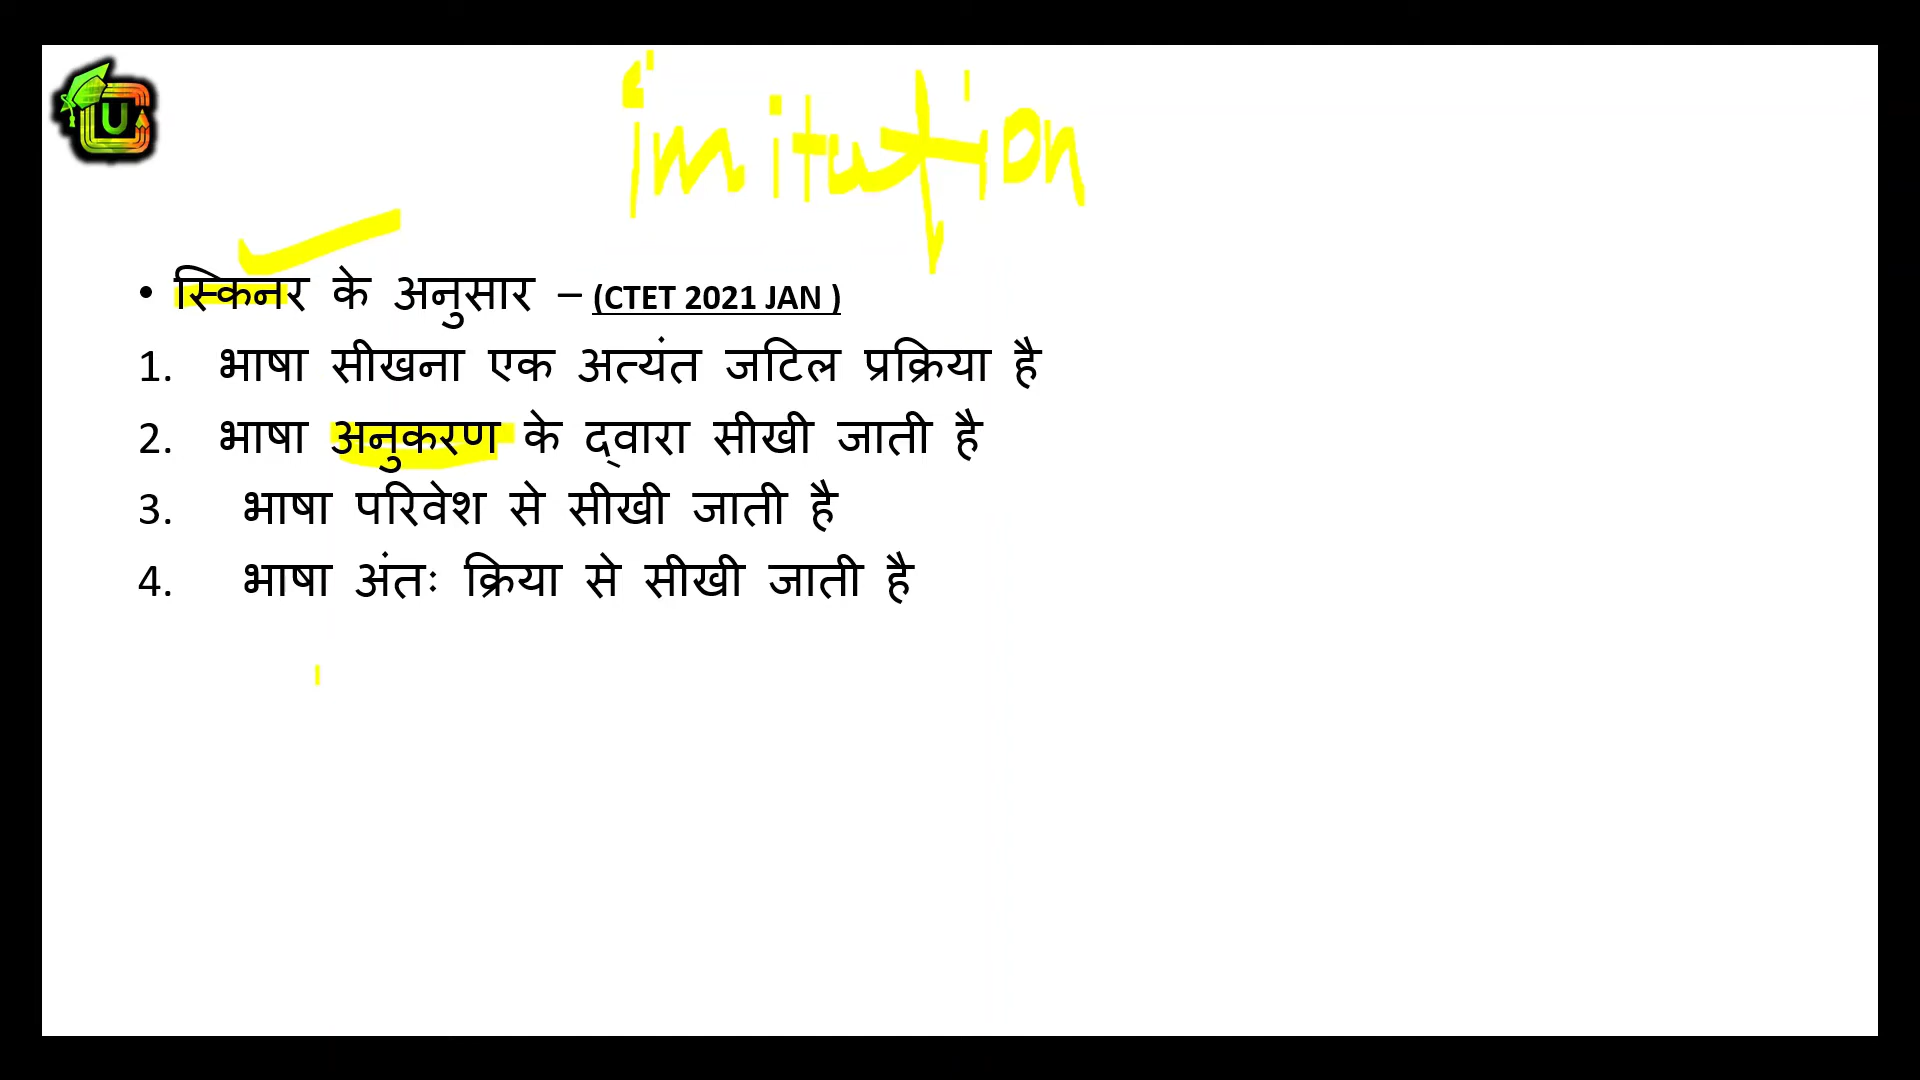 U
imitation
• स्किनर के अनुसार – (CTET 2021 JAN )
1. भाषा सीखना एक अत्यंत जटिल प्रक्रिया है
2. भाषा अनुकरण के द्वारा सीखी जाती है
3. भाषा परिवेश से सीखी जाती है
4. भाषा अंतः क्रिया से सीखी जाती है